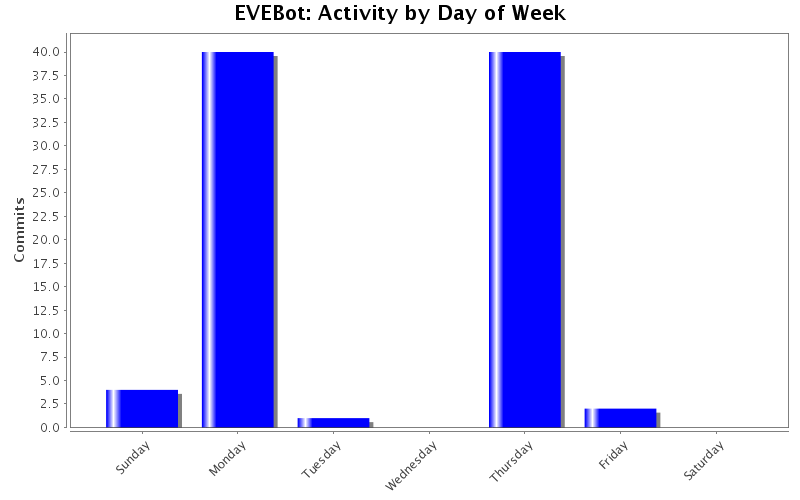 EVEBot: Activity by Day of Week
Commits
40.0
37.5
35.0
32.5
30.0
27.5
25.0
22.5
20.0
17.5
15.0
12.5
10.0
7.5
5.0
2.5
0.0
Sunday
Monday
Tuesday
Wednesday
Thursday
Friday
Saturday